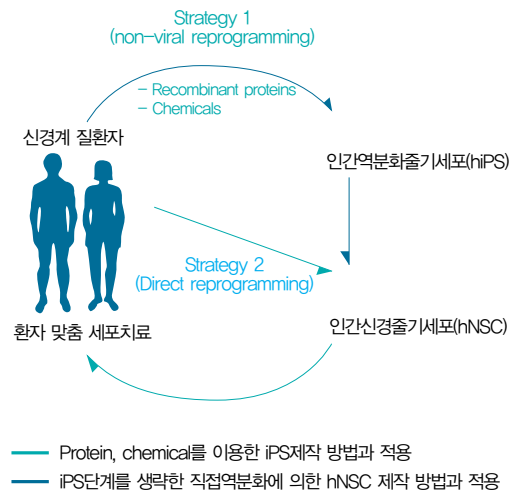 Strategy 1
(non-viral reprogramming)
- Recombinant proteins
- Chemicals
신경계 질환자
인간역분화줄기세포(hiPS)
Strategy 2
(Direct reprogramming)
환자 맞춤 세포치료
인간신경줄기세포(hNSC)
Protein, chemical를 이용한 iPS제작 방법과 적용
iPS단계를 생략한 직접역분화에 의한 hNSC 제작 방법과 적용